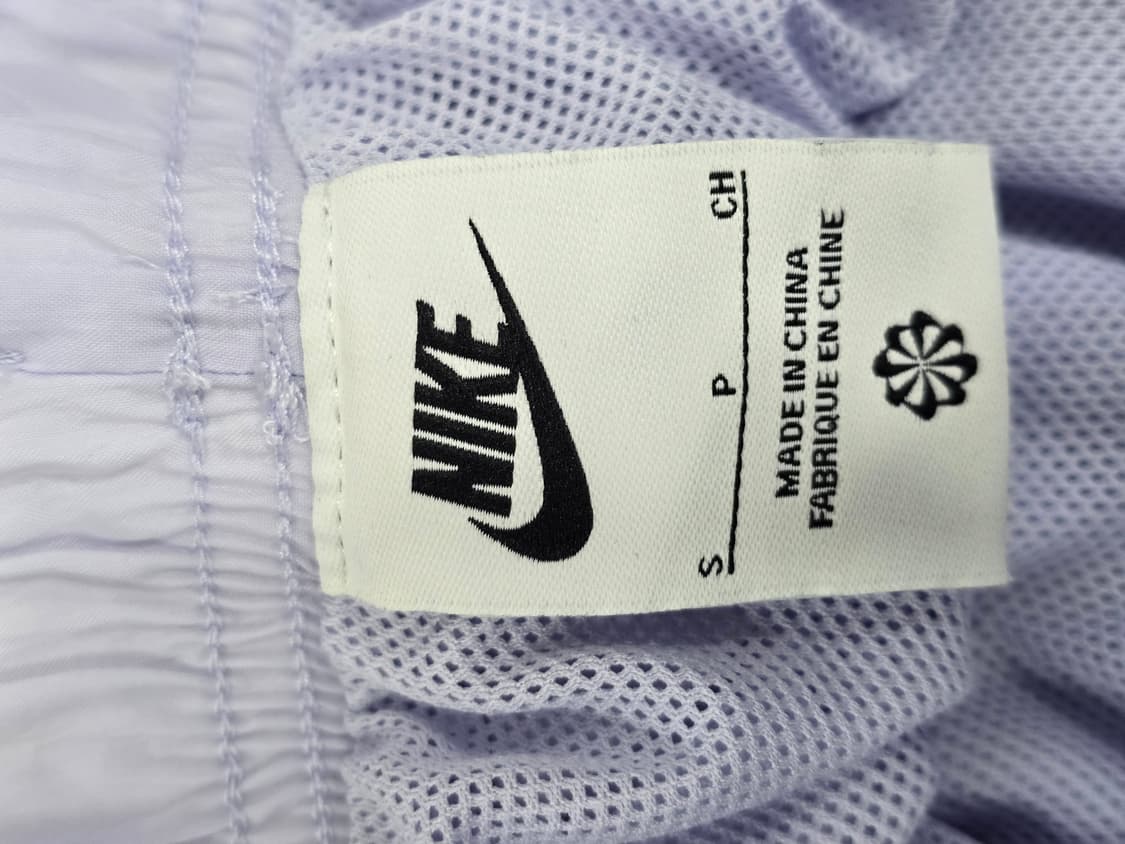 NIKE
S P CH
MADE IN CHINA
FABRIQUE EN CHINE